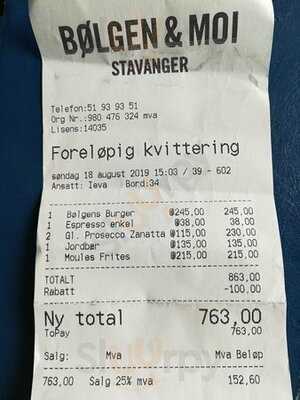 BØLGEN & MOI
STAVANGER
Telefon:51 93 93 51
Org Nr.:980 476 324 mva
Lisens:14035
Foreløpig kvittering
søndag 18 august 2019 15:03 / 39 - 602
Ansatt: Ieva Bord:34
1 Bølgens Burger @245,00 245,00
1 Espresso enkel @38,00 38,00
2 Gl. Prosecco Zanatta @115,00 230,00
1 Jordbær @135,00 135,00
1 Moules Frites @215,00 215,00
TOTALT 863,00
Rabatt -100,00
Ny total 763,00
ToPay 763,00
Salg: Mva Mva Beløp
763,00 Salg 25% mva 152,60